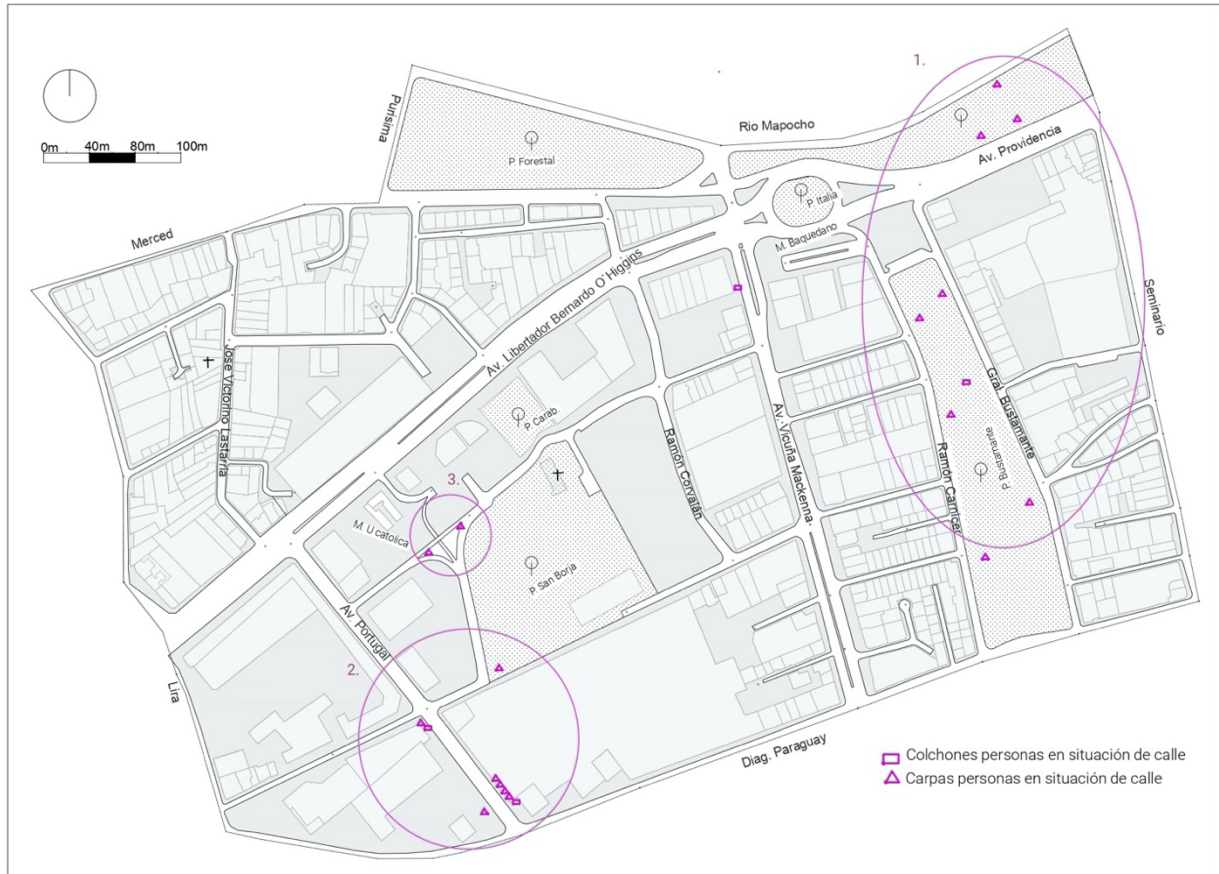 1.
Purisima
Rio Mapocho
P. Forestal
Av. Providencia
0m 40m 80m 100m
P. Italia
Merced
M. Baquedano
Av. Libertador Bernardo O´Higgins
Seminario
José Victorino Lastarria
Gral. Bustamante
P. Carab.
Ramón Corvalán
Av. Vicuña Mackenna
Ramón Carnicer
P Bustamante
3.
M. U catolica
P. San Borja
Av. Portugal
2.
Lira
Diag. Paraguay
Colchones personas en situación de calle
Carpas personas en situación de calle